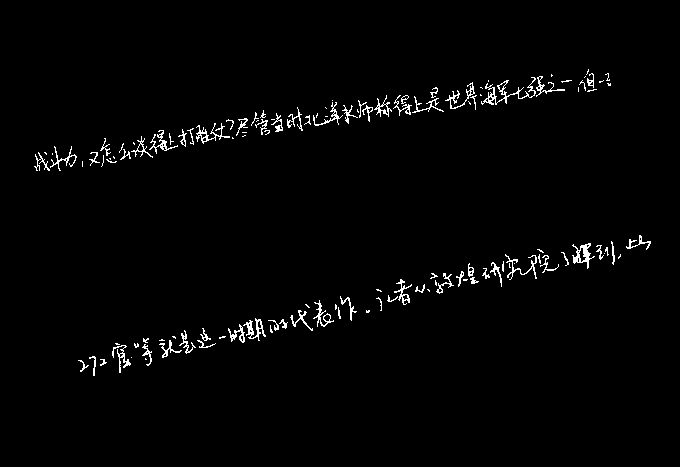 战斗力,又怎么谈得上打胜仗?尽管当时北洋水师称得上是世界海军七强之一,但
272窟等就是这一时期的代表作。记者从敦煌研究院了解到,